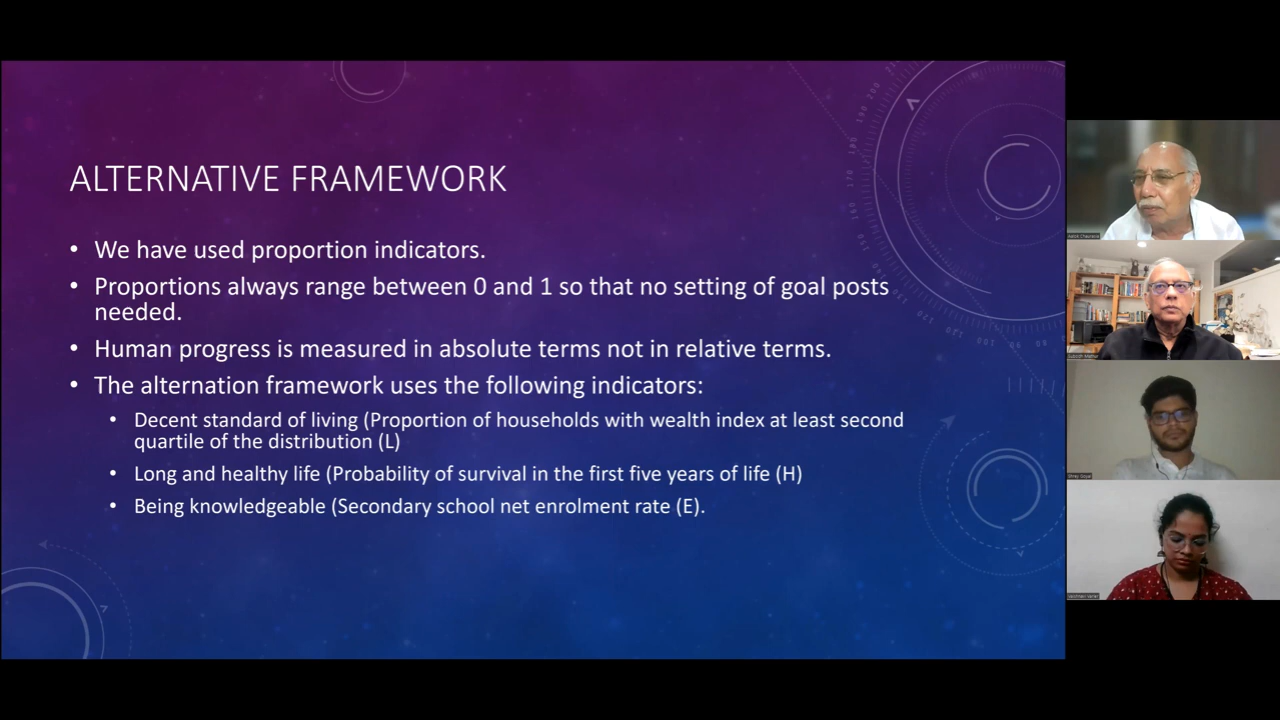 ALTERNATIVE FRAMEWORK
• We have used proportion indicators.
• Proportions always range between 0 and 1 so that no setting of goal posts
needed.
• Human progress is measured in absolute terms not in relative terms.
• The alternation framework uses the following indicators:
• Decent standard of living (Proportion of households with wealth index at least second
quartile of the distribution (L)
• Long and healthy life (Probability of survival in the first five years of life (H)
• Being knowledgeable (Secondary school net enrolment rate (E).